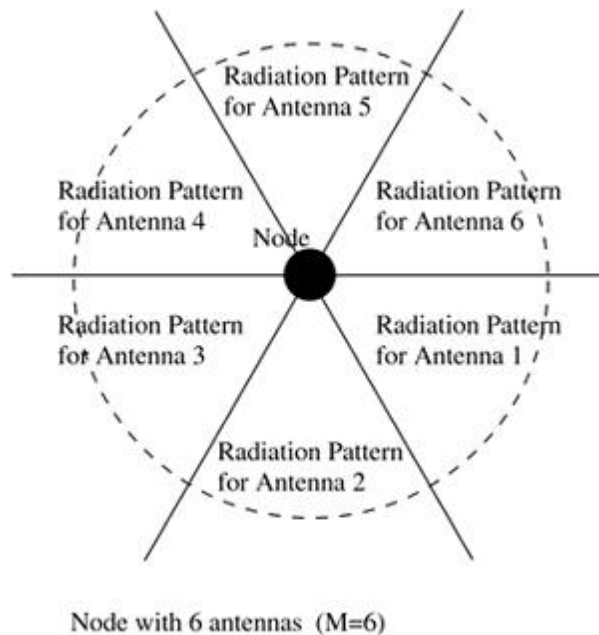 Radiation Pattern
for Antenna 5
Radiation Pattern
for Antenna 4
Radiation Pattern
for Antenna 6
Node
Radiation Pattern
for Antenna 3
Radiation Pattern
for Antenna 1
Radiation Pattern
for Antenna 2
Node with 6 antennas (M=6)